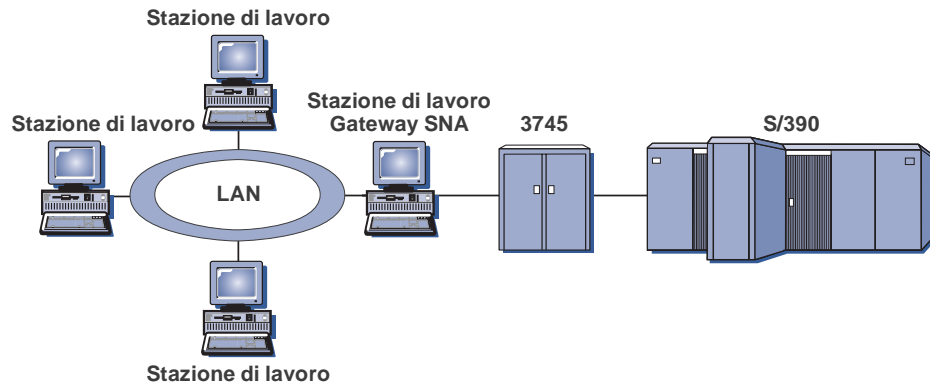 Stazione di lavoro
Stazione di lavoro
Stazione di lavoro
Gateway SNA
3745
S/390
LAN
Stazione di lavoro